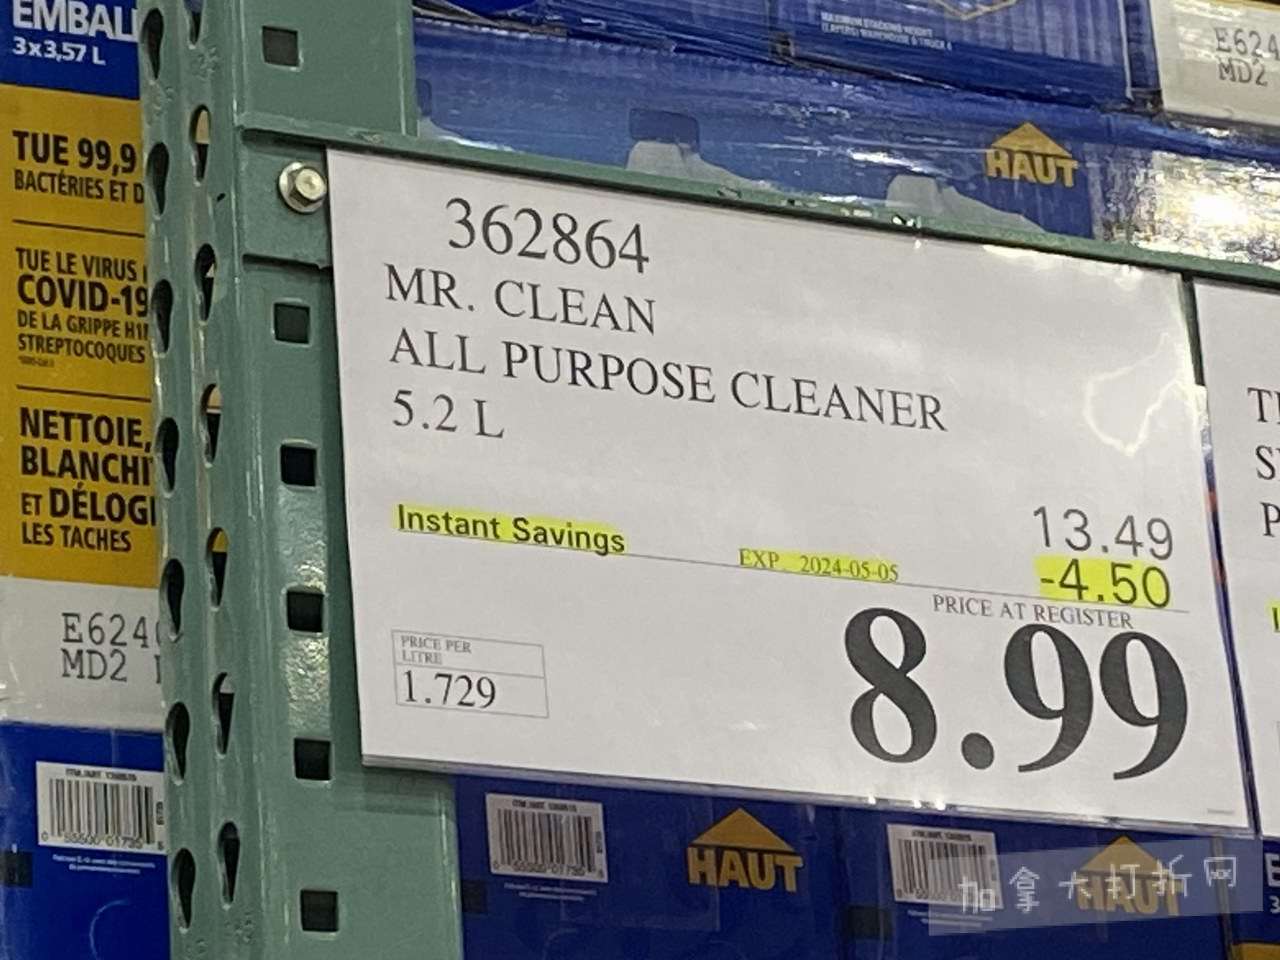 EMBAL
3x3,57 L
TUE 99,9
BACTÉRIES ET D
TUE LE VIRUS
COVID-19
DE LA GRIPPE H1
STREPTOCOQUES
NETTOIE,
BLANCHI
ET DÉLOG
LES TACHES
E624
MD2
E624
MD2
HAUT
362864
MR. CLEAN
ALL PURPOSE CLEANER
5.2 L
Instant Savings
EXP. 2024-05-05
13.49
-4.50
PRICE AT REGISTER
8.99
PRICE PER
LITRE
1.729
HAUT
HAUT
加拿大打折网